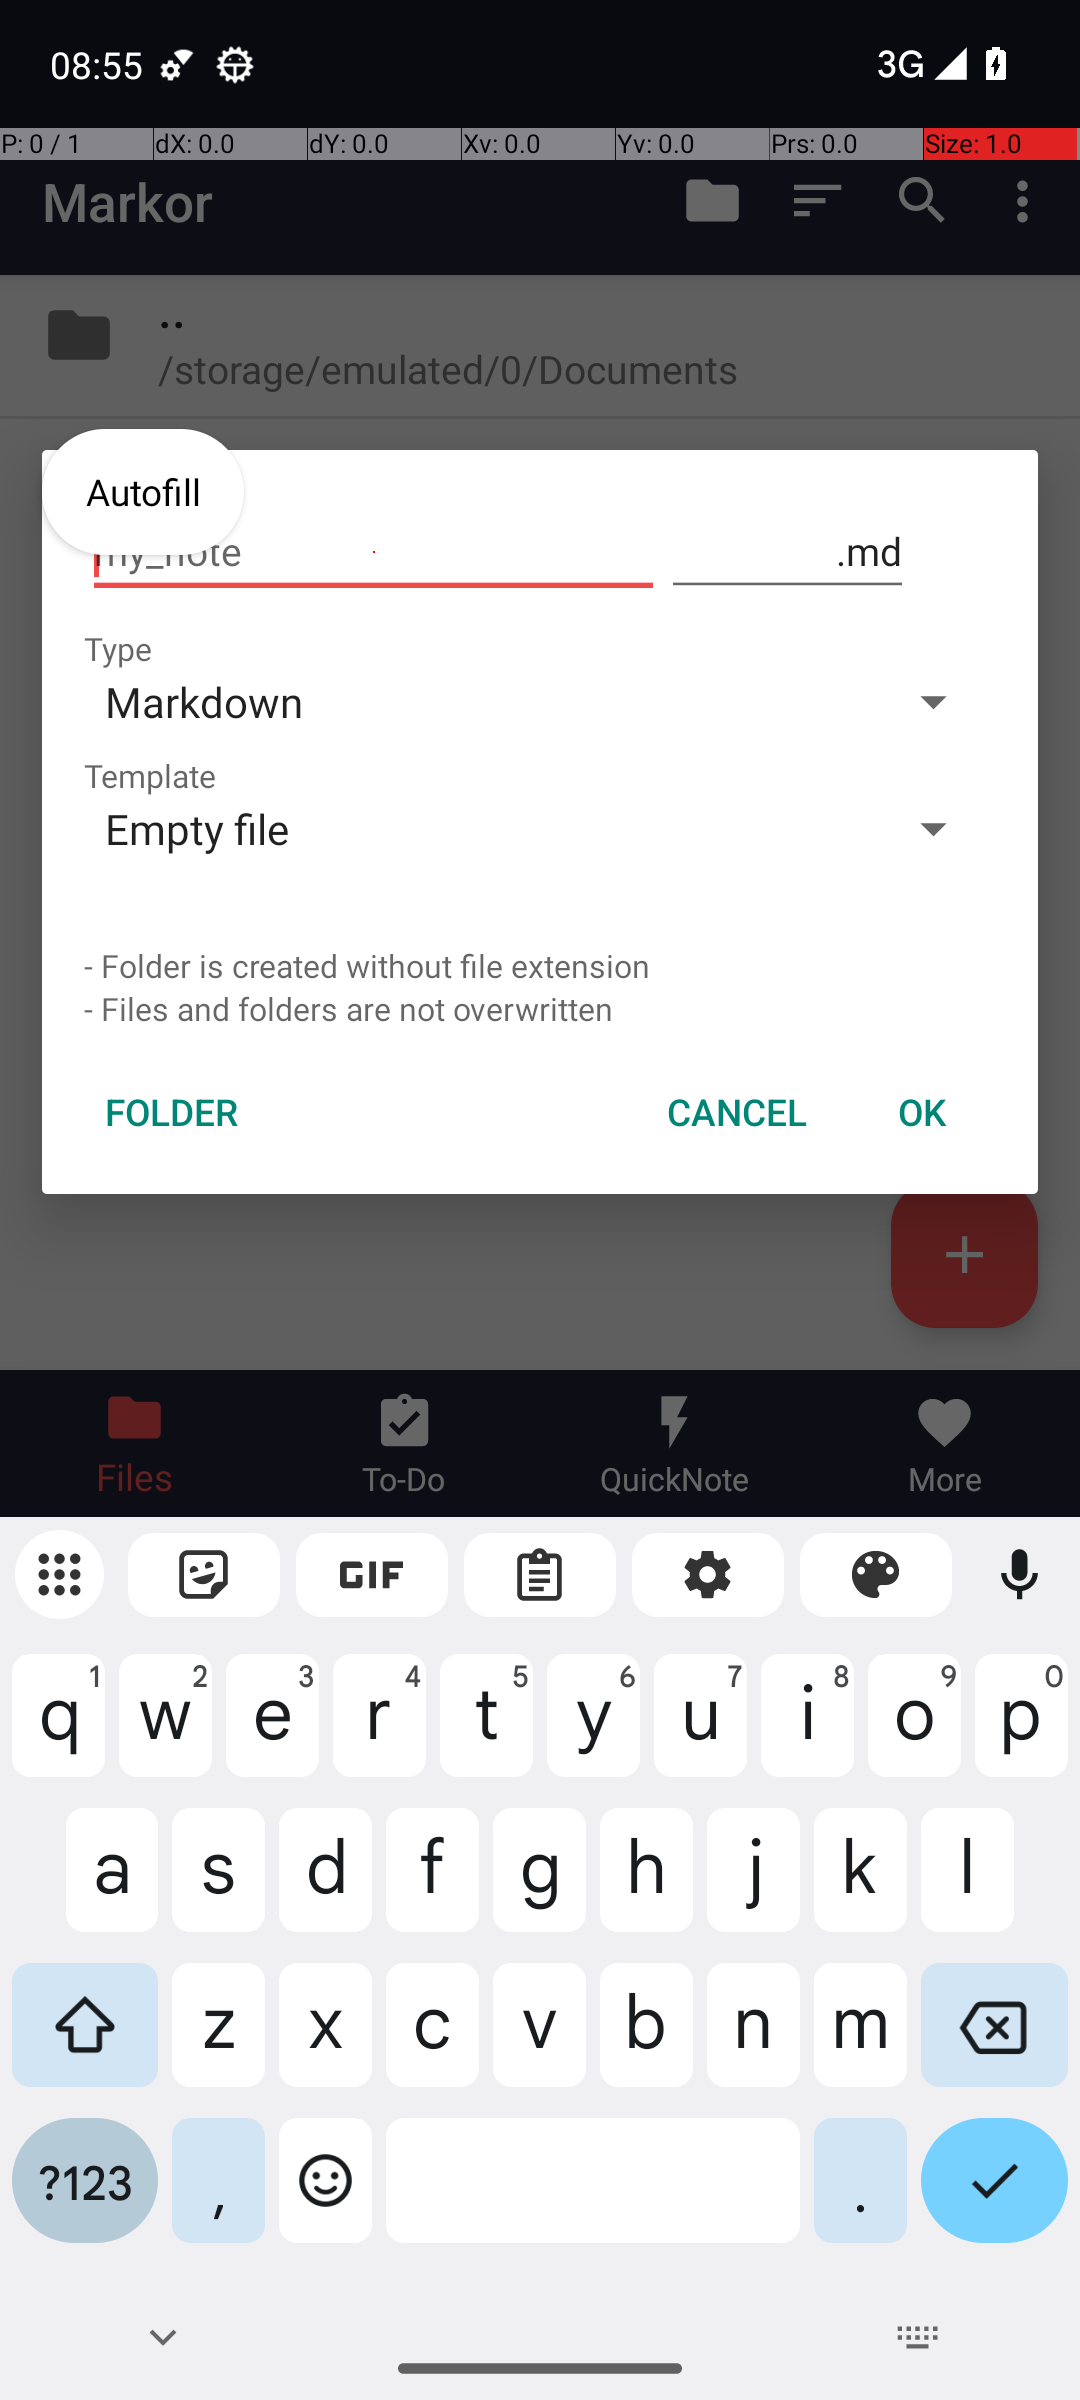 08:55
3G
P: 0 / 1
dX: 0.0
dY: 0.0
Xv: 0.0
Yv: 0.0
Prs: 0.0
Size: 1.0
Markor
..
/storage/emulated/0/Documents
Autofill
my_note
.md
Type
Markdown
Template
Empty file
- Folder is created without file extension
- Files and folders are not overwritten
FOLDER
CANCEL
OK
Files
To-Do
QuickNote
More
GIF
q 1 w 2 e 3 r 4 t 5 y 6 u 7 i 8 o 9 p 0
a s d f g h j k l
z x c v b n m
?123 , .